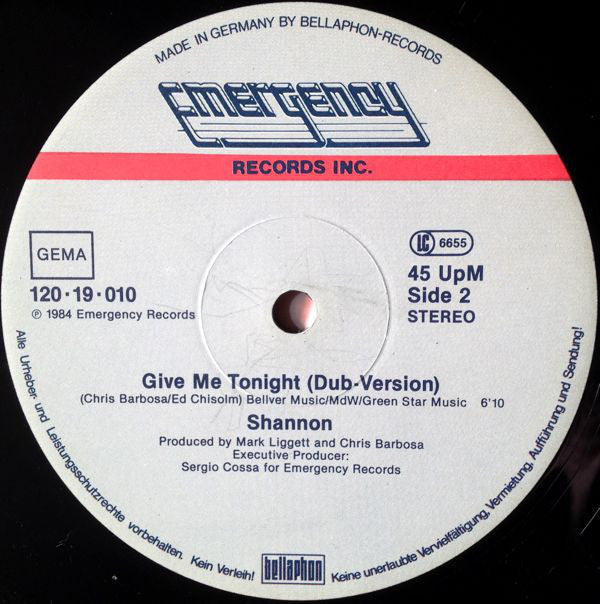 MADE IN GERMANY BY BELLAPHON-RECORDS
Emergency
RECORDS INC.
GEMA
LC 6655
120·19·010
45 UpM
Side 2
℗ 1984 Emergency Records
STEREO
Give Me Tonight (Dub-Version)
(Chris Barbosa/Ed Chisolm) Bellver Music/MdW/Green Star Music 6'10
Shannon
Produced by Mark Liggett and Chris Barbosa
Executive Producer:
Sergio Cossa for Emergency Records
Alle Urheber- und Leistungsschutzrechte vorbehalten. Kein Verleih!
bellaphon
Keine unerlaubte Vervielfältigung, Vermietung, Aufführung und Sendung!